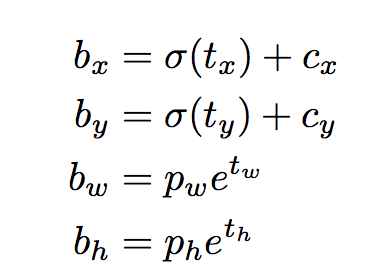 b_x = σ(t_x) + c_x
b_y = σ(t_y) + c_y
b_w = p_w e^{t_w}
b_h = p_h e^{t_h}